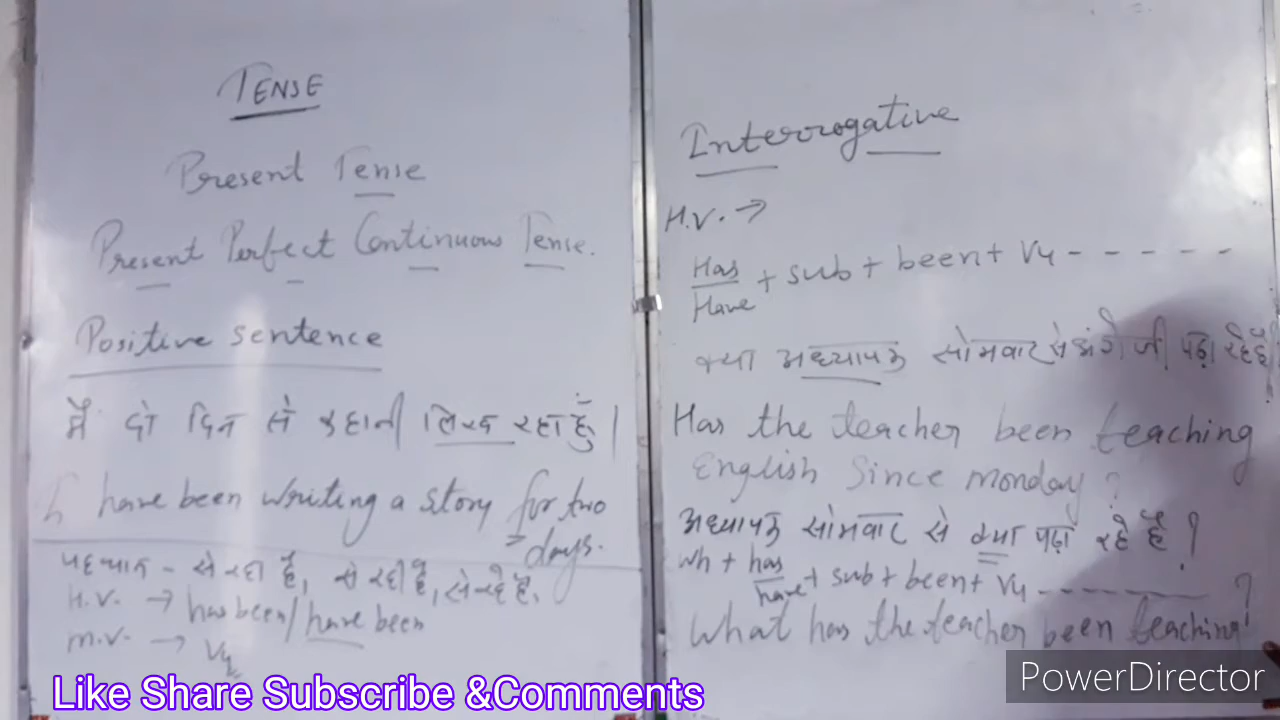 TENSE
Present Tense
Present Perfect Continuous Tense.
Positive sentence
मैं दो दिन से कहानी लिख रहा हूँ।
I have been writing a story for two
days.
पहचान - से रहा है, से रही है, से रहे हैं,
H.V. → has been/have been
M.V. → V4
Interrogative
H.V. →
Has
Have + sub + been + V4 - - - - -
क्या अध्यापक सोमवार से अंग्रेजी पढ़ा रहे हैं
Has the teacher been teaching
English Since monday?
अध्यापक सोमवार से क्या पढ़ा रहे हैं?
Wh + has
have + sub + been + V4 - - - - - - - ?
What has the teacher been teaching?
Like Share Subscribe &Comments
PowerDirector